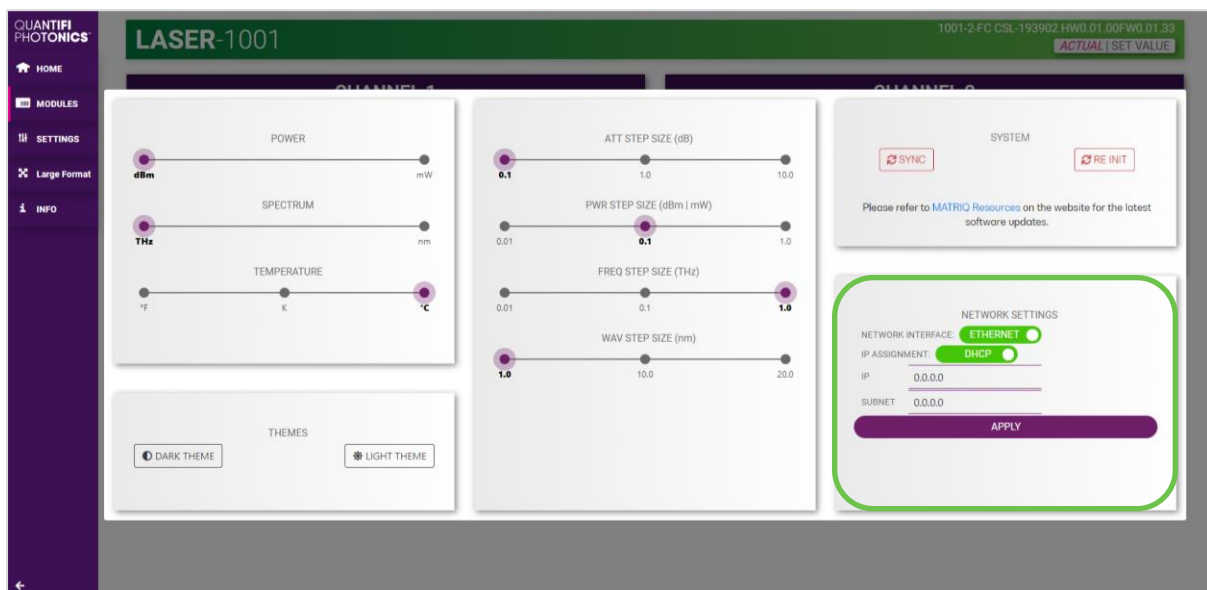 QUANTIFI
PHOTONICS
HOME
MODULES
SETTINGS
Large Format
INFO
LASER-1001
1001-2-FC CSL-193902 HW0.01.00FW0.01.33
ACTUAL | SET VALUE
CHANNEL 1
CHANNEL 2
POWER
dBm mW
SPECTRUM
THz nm
TEMPERATURE
°F K °C
THEMES
DARK THEME LIGHT THEME
ATT STEP SIZE (dB)
0.1 1.0 10.0
PWR STEP SIZE (dBm | mW)
0.01 0.1 1.0
FREQ STEP SIZE (THz)
0.01 0.1 1.0
WAV STEP SIZE (nm)
1.0 10.0 20.0
SYSTEM
SYNC RE INIT
Please refer to MATRIQ Resources on the website for the latest
software updates.
NETWORK SETTINGS
NETWORK INTERFACE: ETHERNET
IP ASSIGNMENT: DHCP
IP 0.0.0.0
SUBNET 0.0.0.0
APPLY